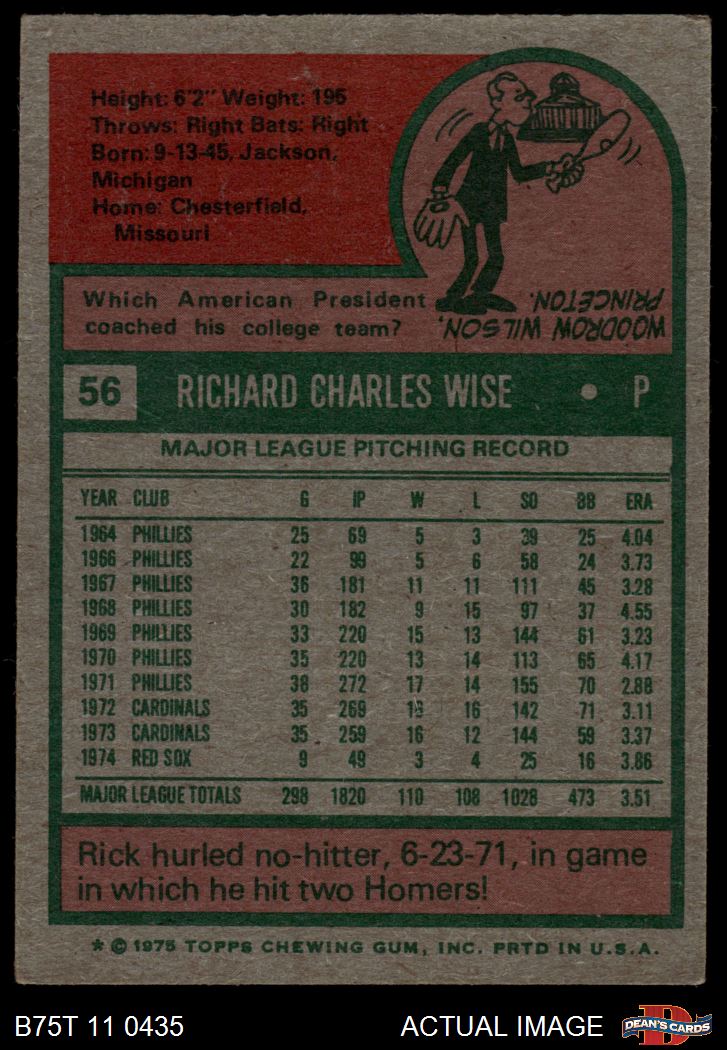 Height: 6'2" Weight: 195
Throws: Right Bats: Right
Born: 9-13-45, Jackson,
Michigan
Home: Chesterfield,
Missouri
Which American President
coached his college team?
WOODROW WILSON,
PRINCETON.
56 RICHARD CHARLES WISE • P
MAJOR LEAGUE PITCHING RECORD
YEAR CLUB G IP W L SO BB ERA
1964 PHILLIES 25 69 5 3 39 25 4.04
1966 PHILLIES 22 99 5 6 58 24 3.73
1967 PHILLIES 36 181 11 11 111 45 3.28
1968 PHILLIES 30 182 9 15 97 37 4.55
1969 PHILLIES 33 220 15 13 144 61 3.23
1970 PHILLIES 35 220 13 14 113 65 4.17
1971 PHILLIES 38 272 17 14 155 70 2.88
1972 CARDINALS 35 269 16 142 71 3.11
1973 CARDINALS 35 259 16 12 144 59 3.37
1974 RED SOX 9 49 3 4 25 16 3.86
MAJOR LEAGUE TOTALS 298 1820 110 108 1028 473 3.51
Rick hurled no-hitter, 6-23-71, in game
in which he hit two Homers!
* © 1975 TOPPS CHEWING GUM, INC. PRTD IN U.S.A.
B75T 11 0435 ACTUAL IMAGE DEAN'S CARDS